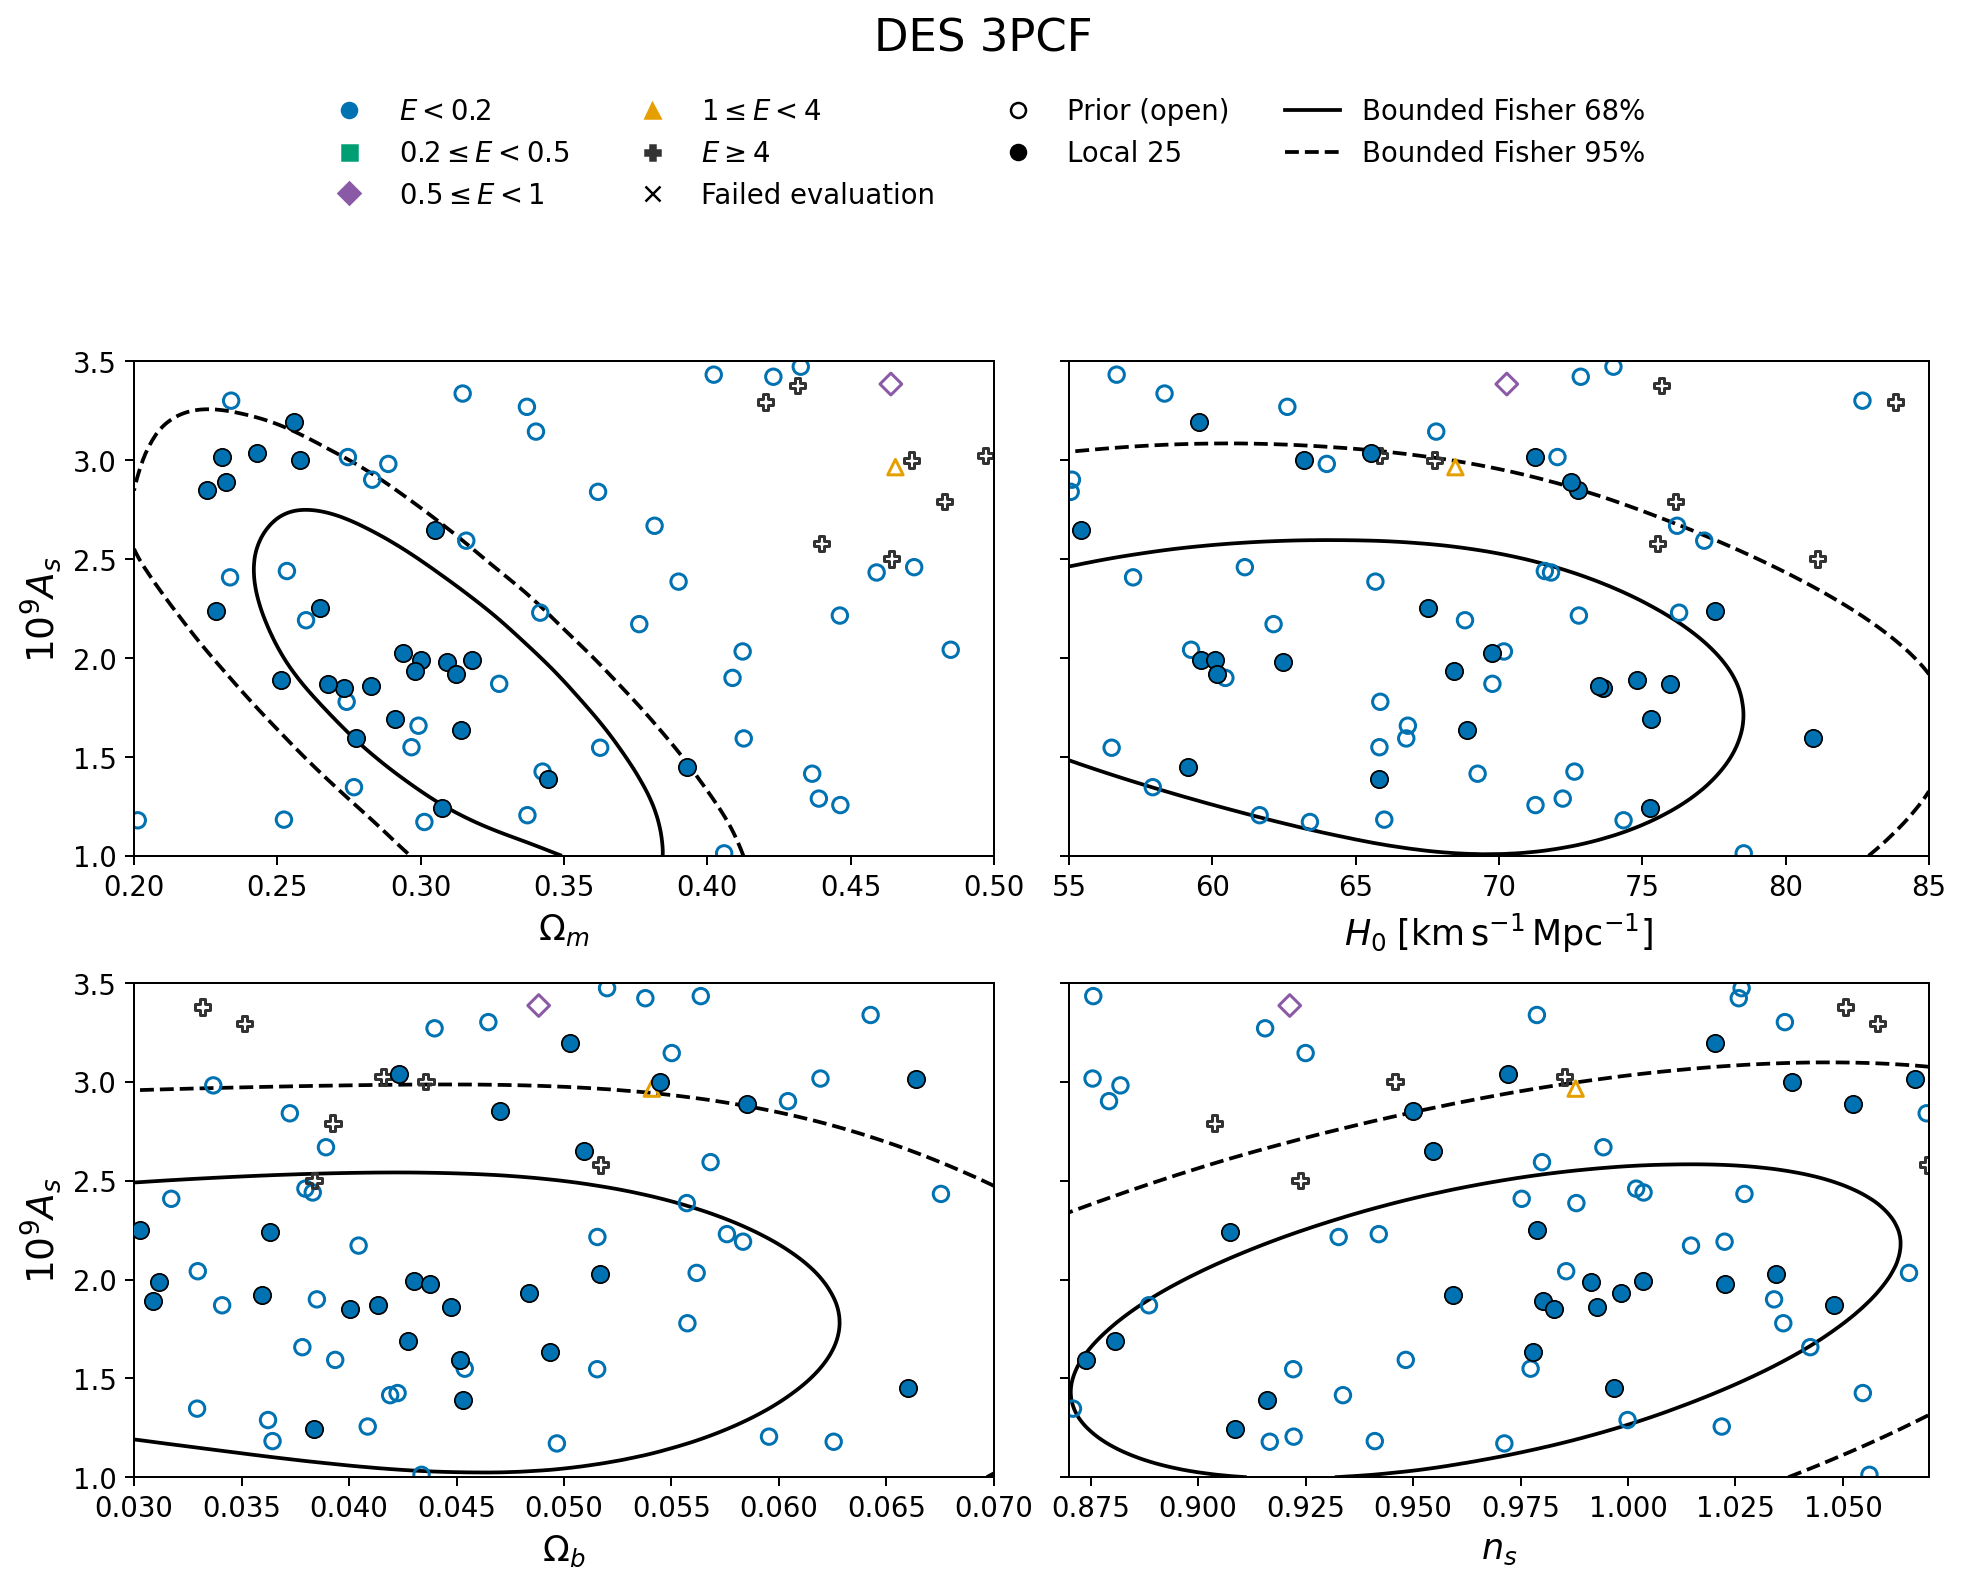 DES 3PCF
E < 0.2
0.2 ≤ E < 0.5
0.5 ≤ E < 1
1 ≤ E < 4
E ≥ 4
Failed evaluation
Prior (open)
Local 25
Bounded Fisher 68%
Bounded Fisher 95%
3.5
3.0
2.5
2.0
1.5
1.0
10⁹Aₛ
0.20 0.25 0.30 0.35 0.40 0.45 0.50
Ωₘ
55 60 65 70 75 80 85
H₀ [km s⁻¹ Mpc⁻¹]
3.5
3.0
2.5
2.0
1.5
1.0
10⁹Aₛ
0.030 0.035 0.040 0.045 0.050 0.055 0.060 0.065 0.070
Ω_b
0.875 0.900 0.925 0.950 0.975 1.000 1.025 1.050
nₛ